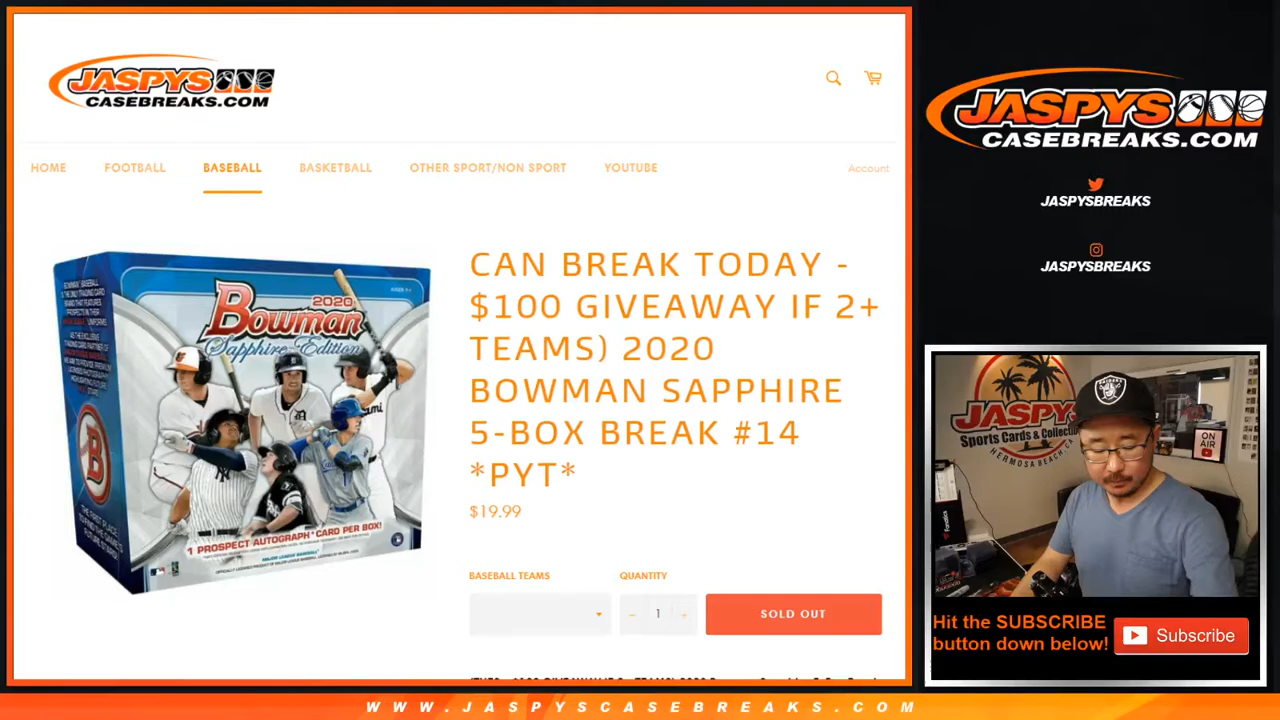 JASPYS
CASEBREAKS.COM
HOME FOOTBALL BASEBALL BASKETBALL OTHER SPORT/NON SPORT YOUTUBE Account
2020
Bowman
Sapphire Edition
1 PROSPECT AUTOGRAPH CARD PER BOX!
CAN BREAK TODAY -
$100 GIVEAWAY IF 2+
TEAMS) 2020
BOWMAN SAPPHIRE
5-BOX BREAK #14
*PYT*
$19.99
BASEBALL TEAMS QUANTITY
− 1 + SOLD OUT
JASPYS
CASEBREAKS.COM
JASPYSBREAKS
JASPYSBREAKS
JASPYS
Sports Cards & Collectibles
HERMOSA BEACH, CA
RAIDERS
ON
AIR
Fanatics
Hit the SUBSCRIBE
button down below!
Subscribe
WWW.JASPYSCASEBREAKS.COM